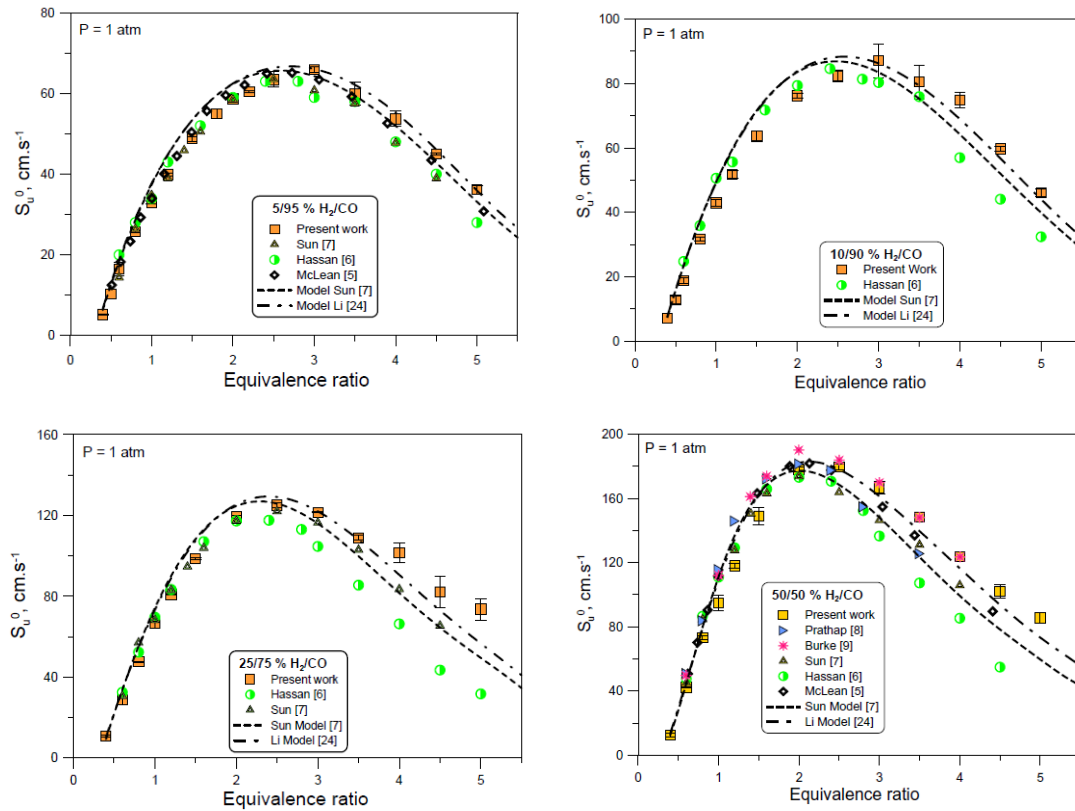 P = 1 atm
S_u^0, cm.s⁻¹
80
60
40
20
0
5/95 % H₂/CO
Present work
Sun [7]
Hassan [6]
McLean [5]
Model Sun [7]
Model Li [24]
0 1 2 3 4 5
Equivalence ratio
P = 1 atm
S_u^0, cm.s⁻¹
100
80
60
40
20
0
10/90 % H₂/CO
Present Work
Hassan [6]
Model Sun [7]
Model Li [24]
0 1 2 3 4 5
Equivalence ratio
P = 1 atm
S_u^0, cm.s⁻¹
160
120
80
40
0
25/75 % H₂/CO
Present work
Hassan [6]
Sun [7]
Sun Model [7]
Li Model [24]
0 1 2 3 4 5
Equivalence ratio
P = 1 atm
S_u^0, cm.s⁻¹
200
160
120
80
40
0
50/50 % H₂/CO
Present work
Prathap [8]
Burke [9]
Sun [7]
Hassan [6]
McLean [5]
Sun Model [7]
Li Model [24]
0 1 2 3 4 5
Equivalence ratio